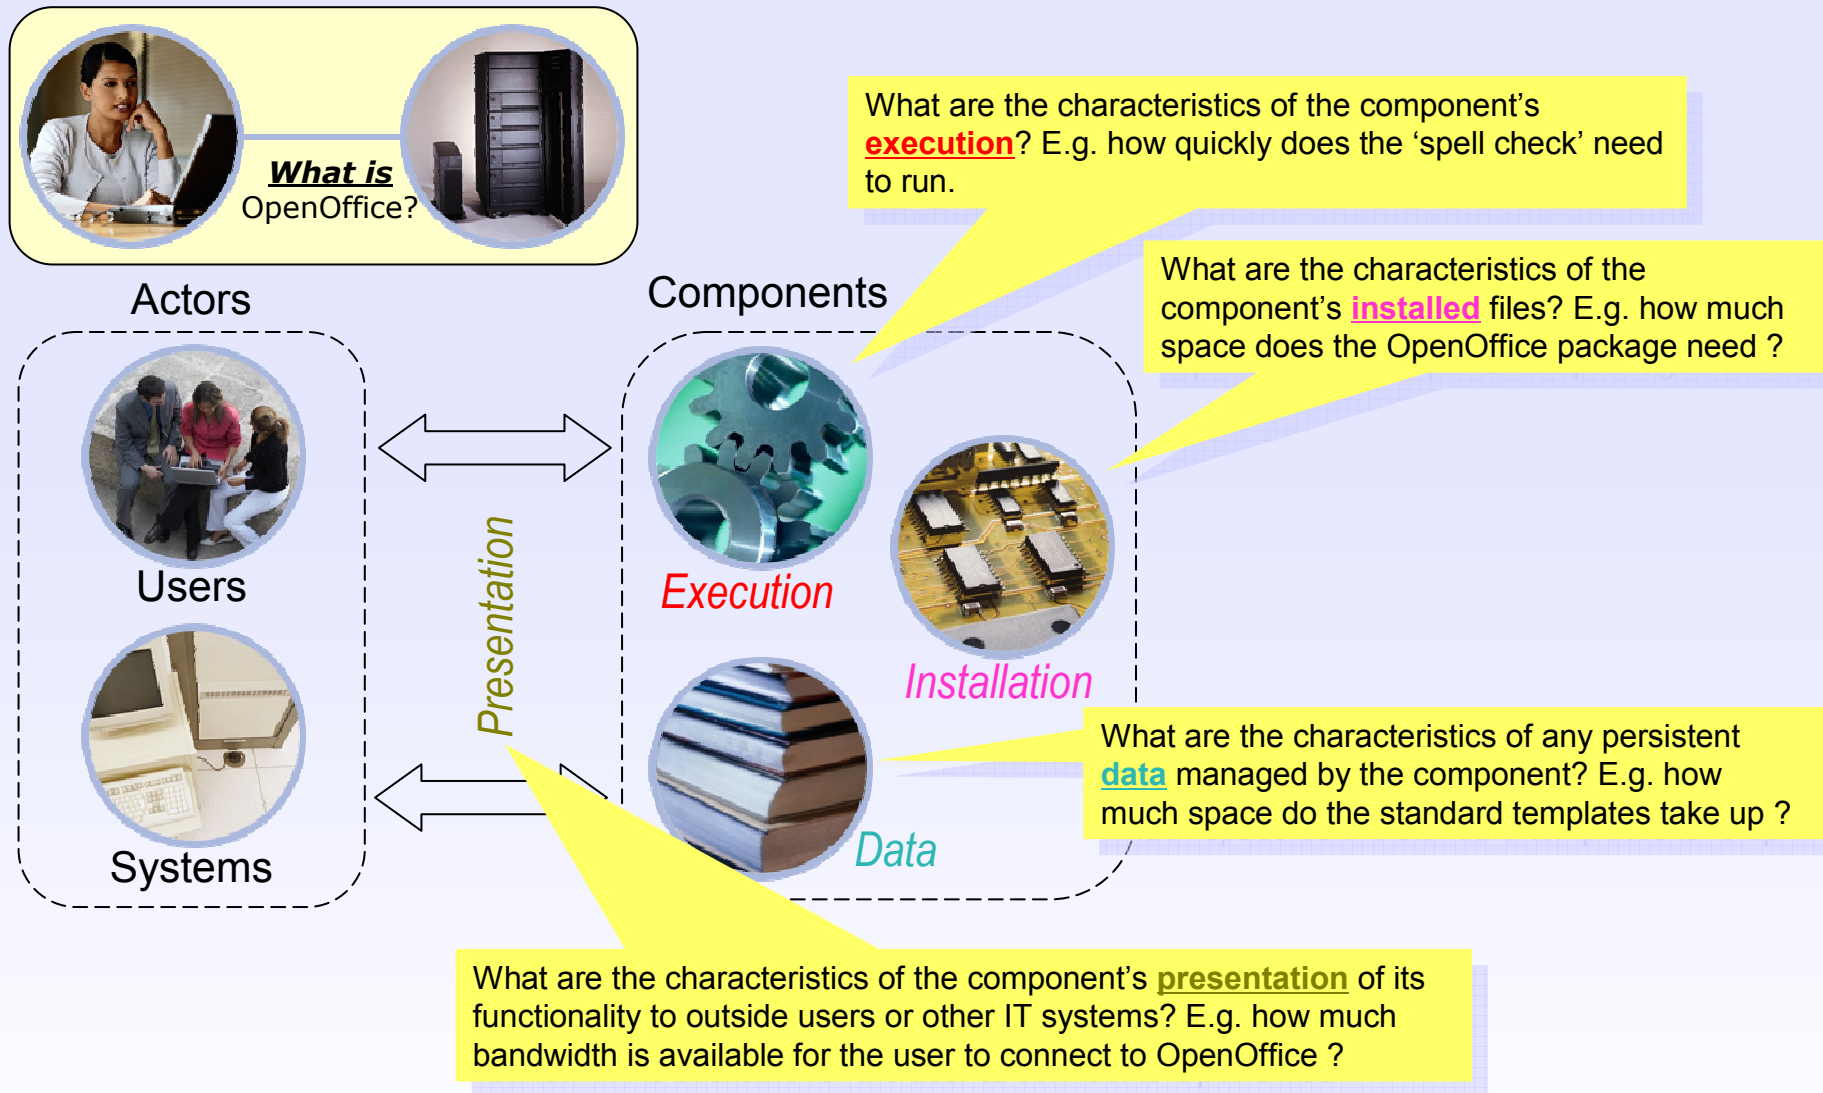 What is
OpenOffice?
What are the characteristics of the component’s
execution? E.g. how quickly does the ‘spell check’ need
to run.
What are the characteristics of the
component’s installed files? E.g. how much
space does the OpenOffice package need ?
Actors
Components
Users
Execution
Presentation
Installation
Systems
Data
What are the characteristics of any persistent
data managed by the component? E.g. how
much space do the standard templates take up ?
What are the characteristics of the component’s presentation of its
functionality to outside users or other IT systems? E.g. how much
bandwidth is available for the user to connect to OpenOffice ?